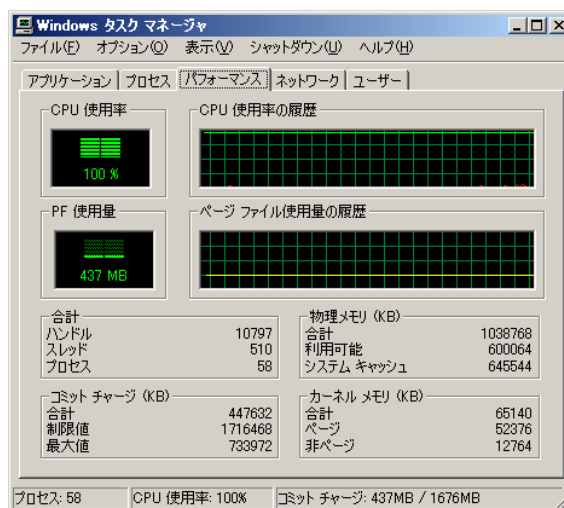 Windows タスク マネージャ
ファイル(F) オプション(O) 表示(V) シャットダウン(U) ヘルプ(H)
アプリケーション プロセス パフォーマンス ネットワーク ユーザー
CPU 使用率
100 %
CPU 使用率の履歴
PF 使用量
437 MB
ページ ファイル使用量の履歴
合計
ハンドル 10797
スレッド 510
プロセス 58
物理メモリ (KB)
合計 1038768
利用可能 600064
システム キャッシュ 645544
コミット チャージ (KB)
合計 447632
制限値 1716468
最大値 733972
カーネル メモリ (KB)
合計 65140
ページ 52376
非ページ 12764
プロセス: 58 CPU 使用率: 100% コミット チャージ: 437MB / 1676MB